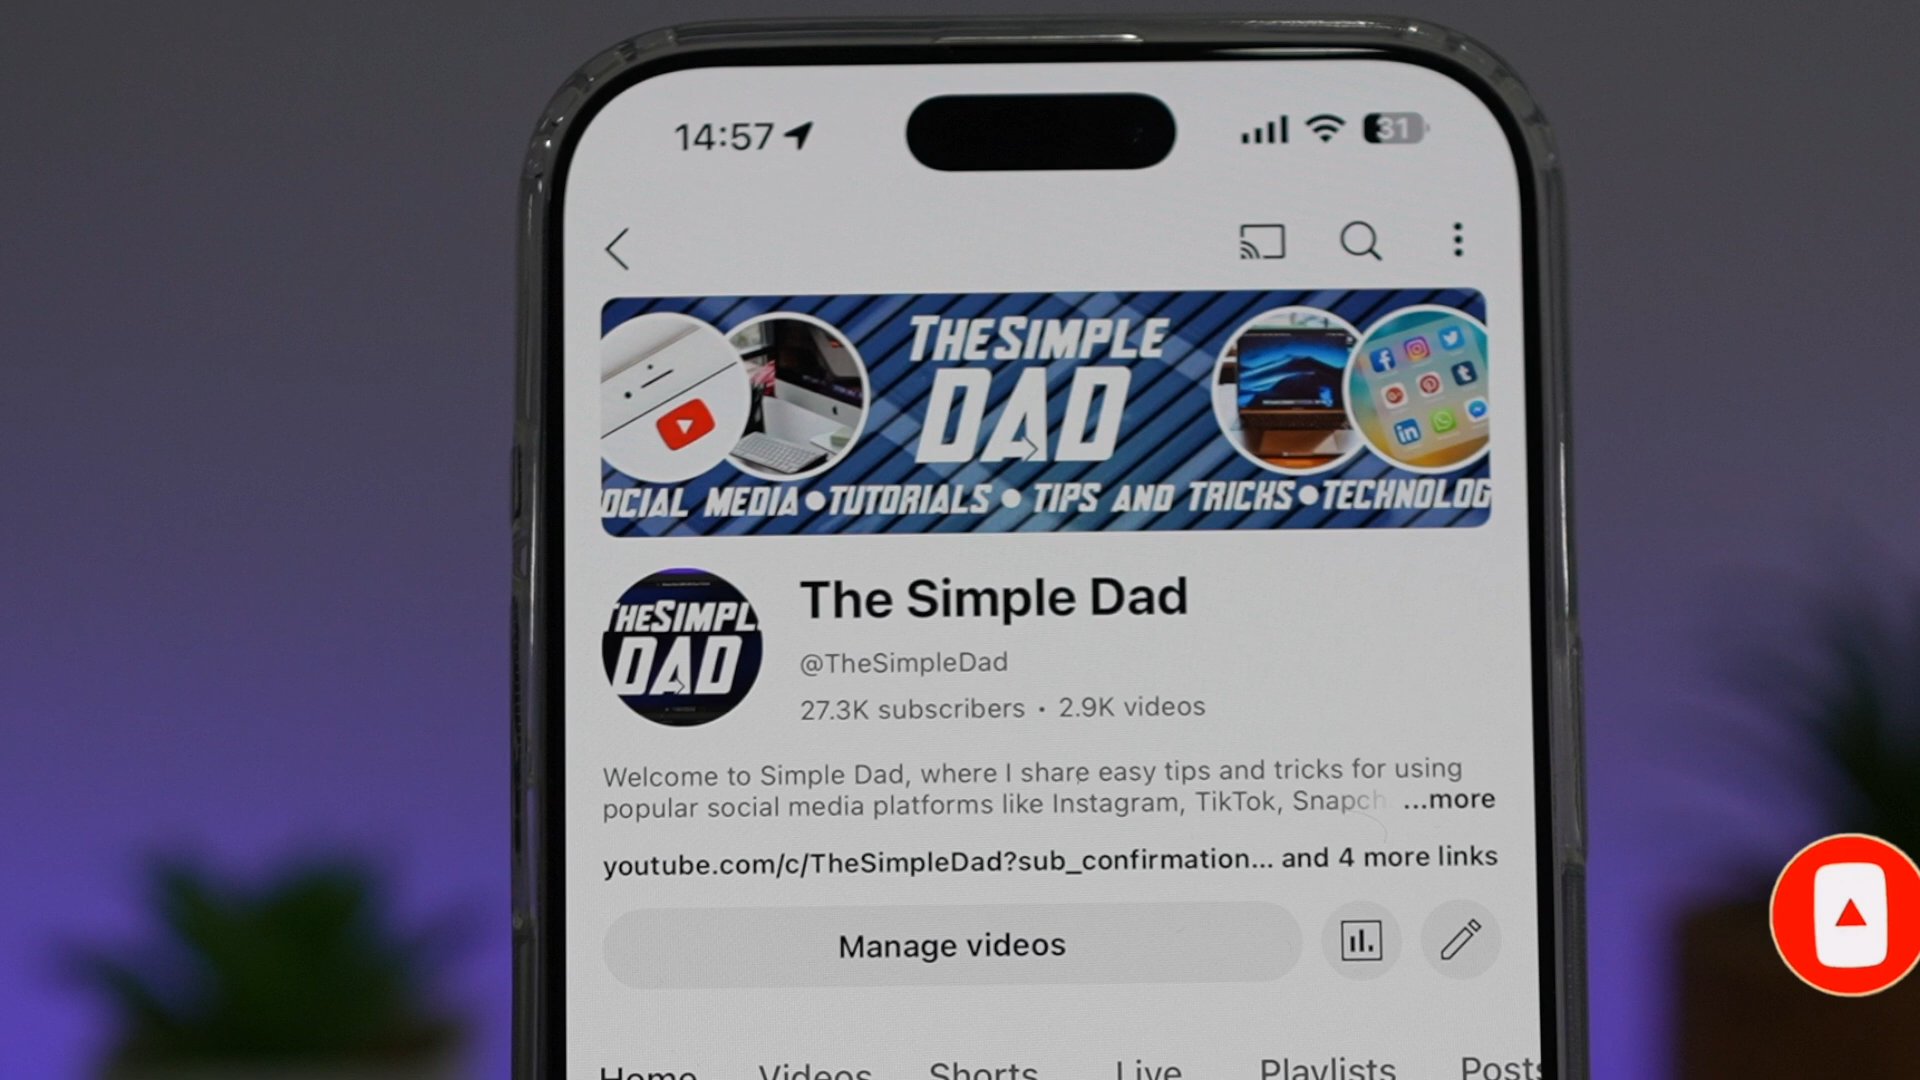 14:57
31
THESIMPLE
DAD
OCIAL MEDIA●TUTORIALS ● TIPS AND TRICKS●TECHNOLOG
THESIMPL
DAD
The Simple Dad
@TheSimpleDad
27.3K subscribers · 2.9K videos
Welcome to Simple Dad, where I share easy tips and tricks for using
popular social media platforms like Instagram, TikTok, Snapch ...more
youtube.com/c/TheSimpleDad?sub_confirmation... and 4 more links
Manage videos
Home Videos Shorts Live Playlists Posts